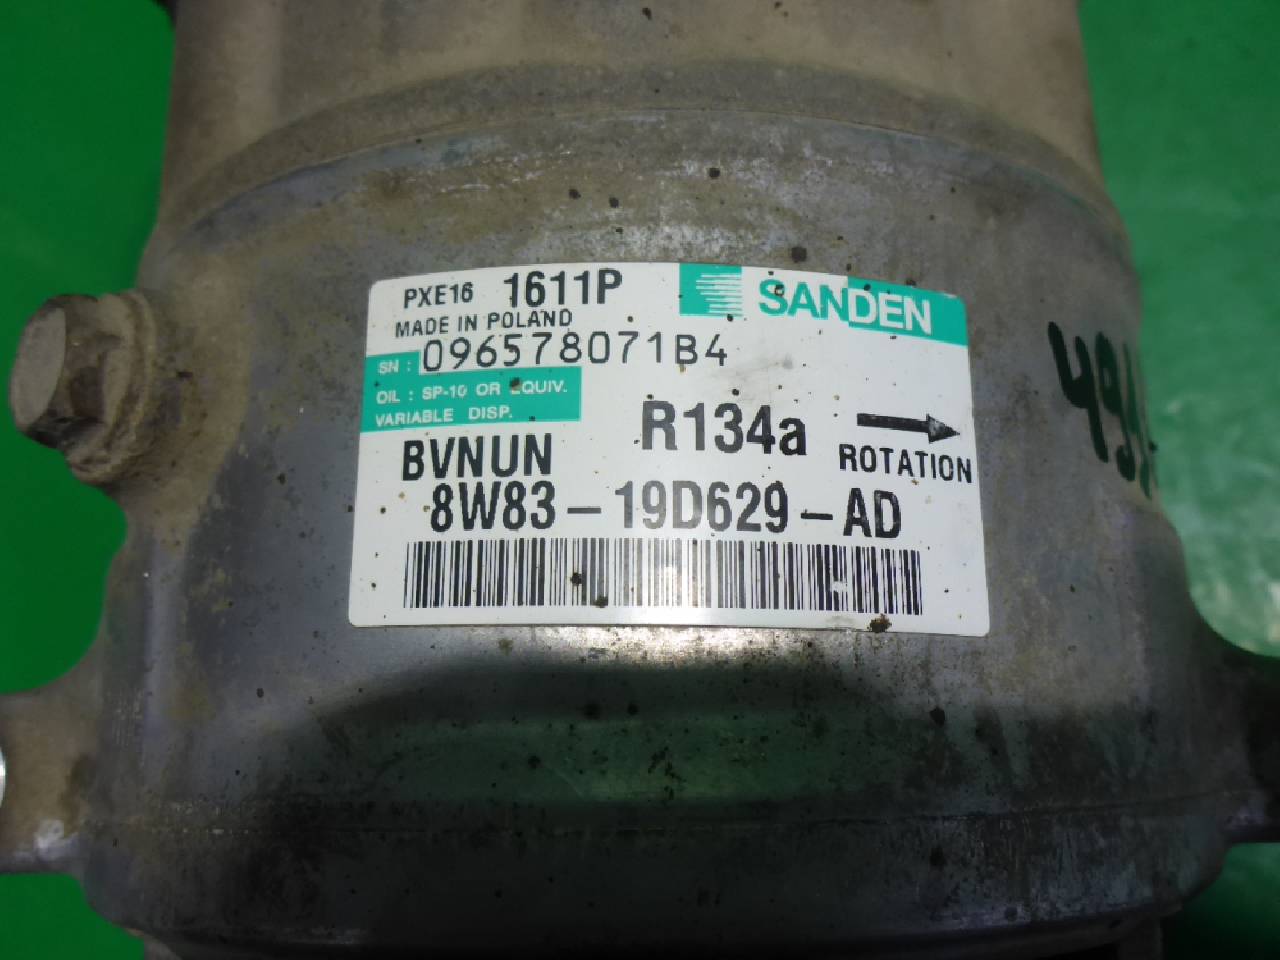 PXE16 1611P SANDEN
MADE IN POLAND
SN: 096578071B4
OIL : SP-10 OR EQUIV.
VARIABLE DISP.
R134a
ROTATION
BVNUN
8W83-19D629-AD